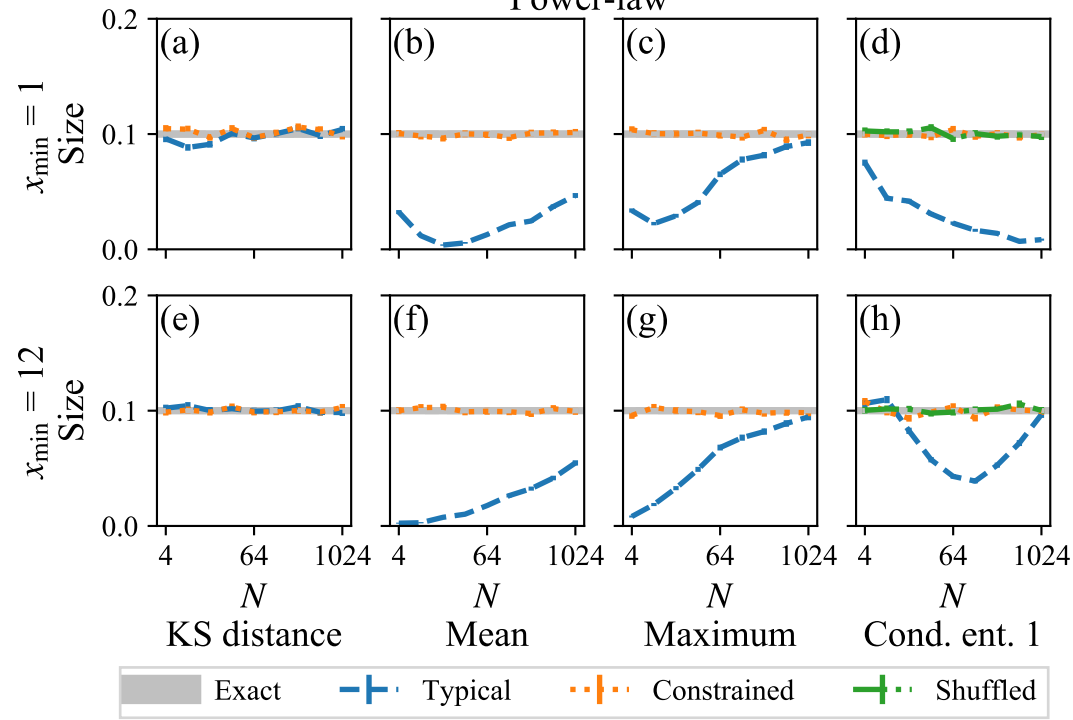 Power-law
0.2
(a)
(b)
(c)
(d)
x_min = 1
Size
0.1
0.0
0.2
(e)
(f)
(g)
(h)
x_min = 12
Size
0.1
0.0
4 64 1024
4 64 1024
4 64 1024
4 64 1024
N
N
N
N
KS distance
Mean
Maximum
Cond. ent. 1
Exact
Typical
Constrained
Shuffled